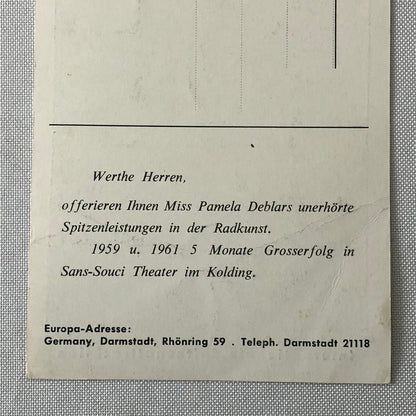 Werthe Herren,
offerieren Ihnen Miss Pamela Deblars unerhörte
Spitzenleistungen in der Radkunst.
1959 u. 1961 5 Monate Grosserfolg in
Sans-Souci Theater im Kolding.
Europa-Adresse:
Germany, Darmstadt, Rhönring 59 . Teleph. Darmstadt 21118